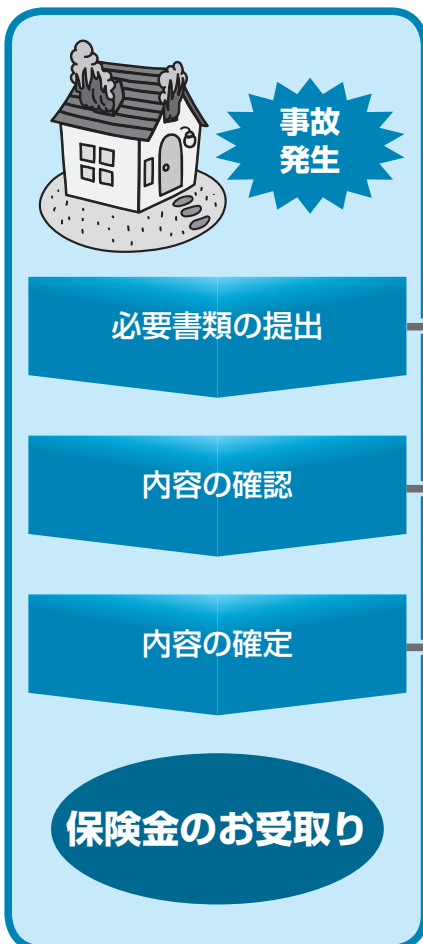 事故
発生
必要書類の提出
内容の確認
内容の確定
保険金のお受取り